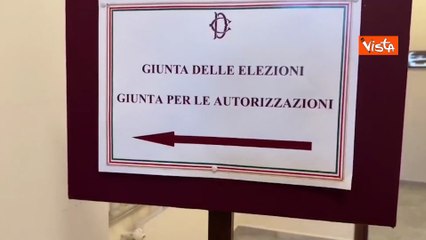 vista
GIUNTA DELLE ELEZIONI
GIUNTA PER LE AUTORIZZAZIONI